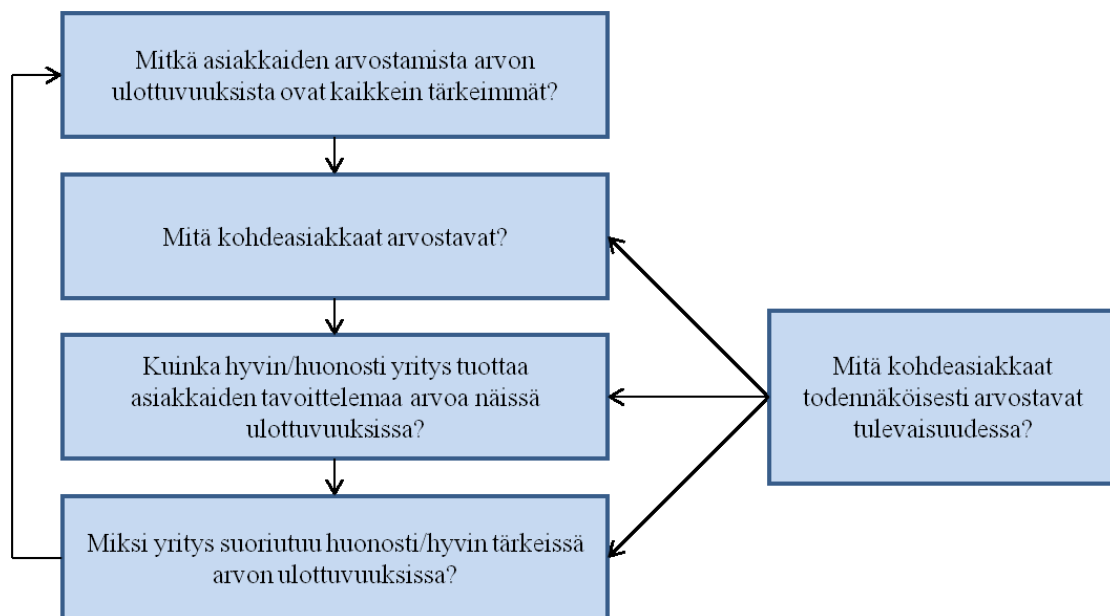 Mitkä asiakkaiden arvostamista arvon
ulottuvuuksista ovat kaikkein tärkeimmät?
Mitä kohdeasiakkaat arvostavat?
Kuinka hyvin/huonosti yritys tuottaa
asiakkaiden tavoittelemaa arvoa näissä
ulottuvuuksissa?
Miksi yritys suoriutuu huonosti/hyvin tärkeissä
arvon ulottuvuuksissa?
Mitä kohdeasiakkaat
todennäköisesti arvostavat
tulevaisuudessa?